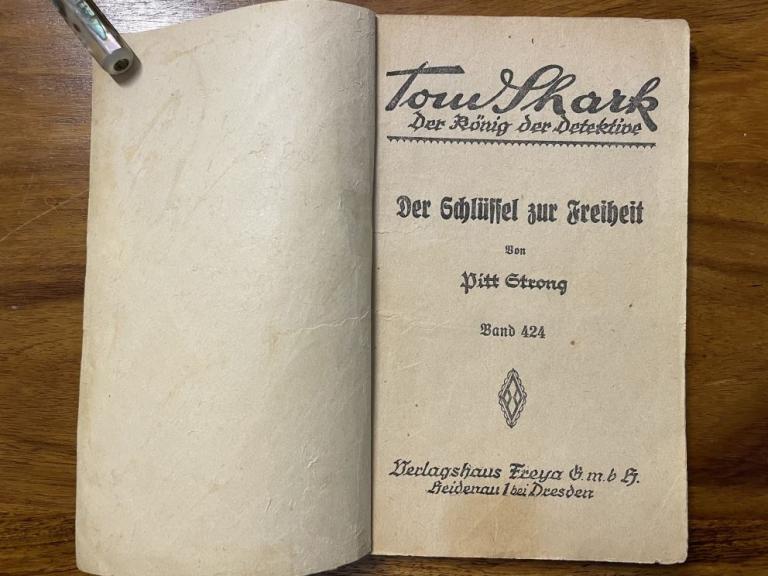 Tom Shark
Der König der Detektive
Der Schlüssel zur Freiheit
Von
Pitt Strong
Band 424
Verlagshaus Freya G.m.b H.
Heidenau 1 bei Dresden